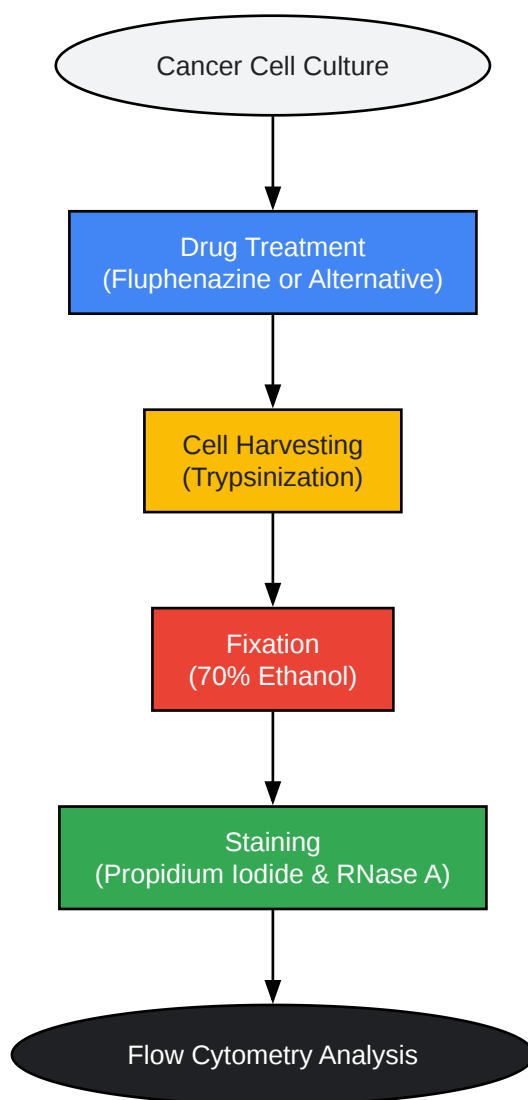 Cancer Cell Culture
Drug Treatment
(Fluphenazine or Alternative)
Cell Harvesting
(Trypsinization)
Fixation
(70% Ethanol)
Staining
(Propidium Iodide & RNase A)
Flow Cytometry Analysis